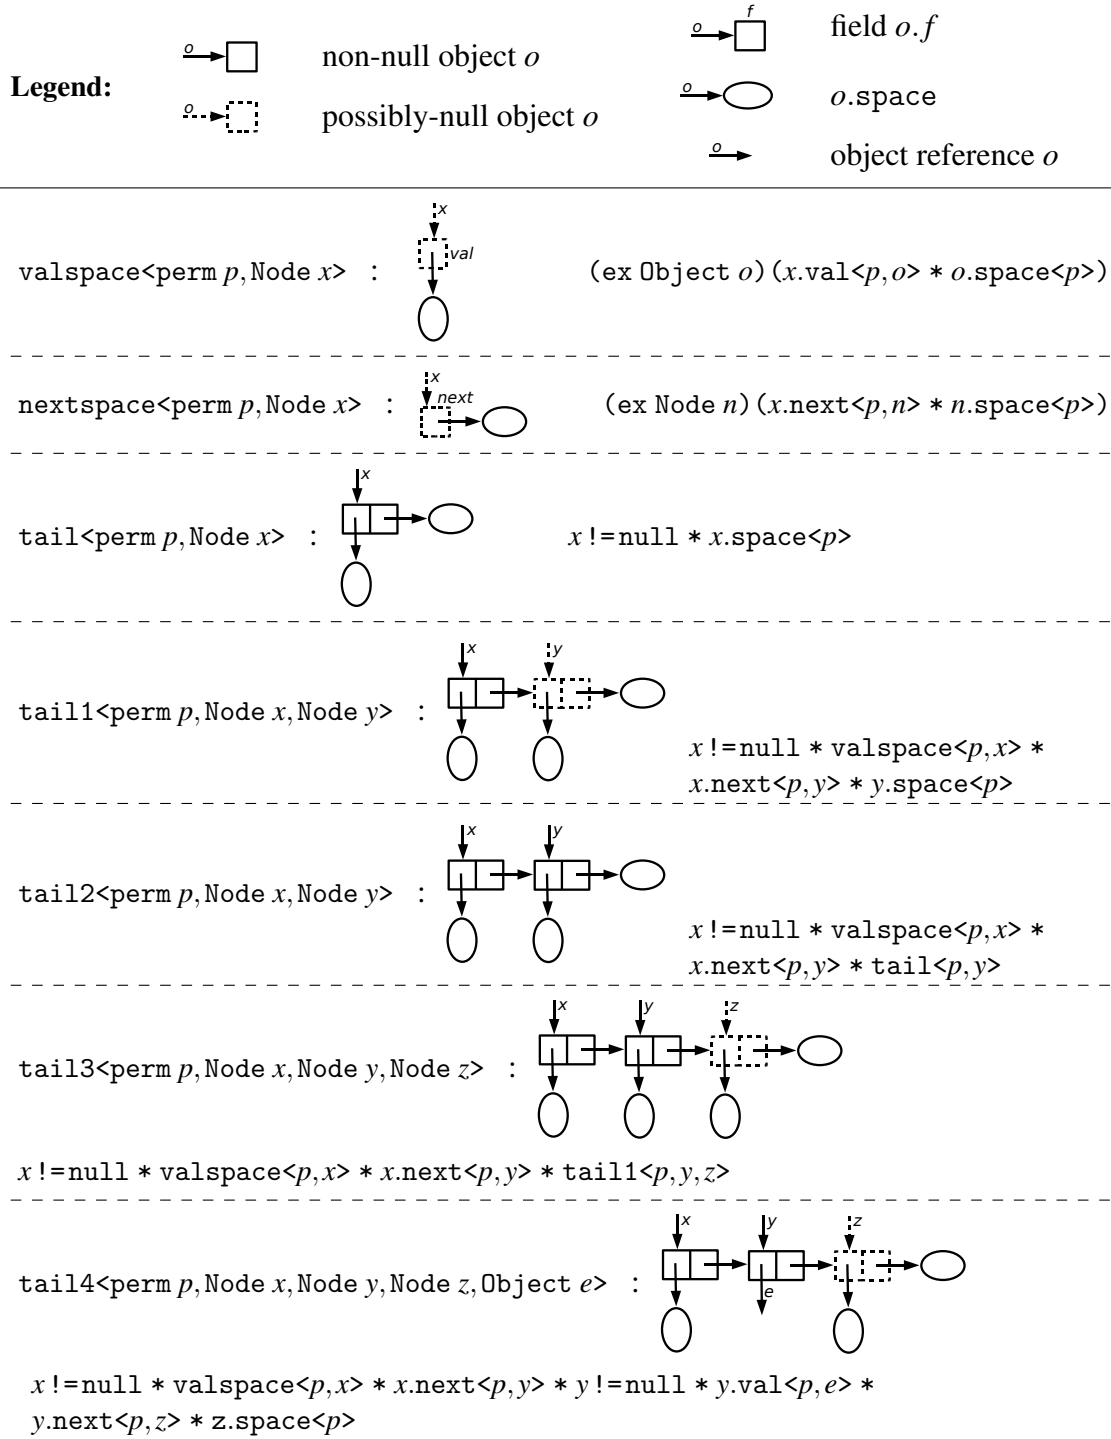 Legend:
o non-null object o
o possibly-null object o
o f field o.f
o o.space
o object reference o
valspace<perm p,Node x> : x val (ex Object o)(x.val<p,o> * o.space<p>)
nextspace<perm p,Node x> : x next (ex Node n)(x.next<p,n> * n.space<p>)
tail<perm p,Node x> : x x!=null * x.space<p>
tail1<perm p,Node x,Node y> : x y
x!=null * valspace<p,x> *
x.next<p,y> * y.space<p>
tail2<perm p,Node x,Node y> : x y
x!=null * valspace<p,x> *
x.next<p,y> * tail<p,y>
tail3<perm p,Node x,Node y,Node z> : x y z
x!=null * valspace<p,x> * x.next<p,y> * tail1<p,y,z>
tail4<perm p,Node x,Node y,Node z,Object e> : x y z e
x!=null * valspace<p,x> * x.next<p,y> * y!=null * y.val<p,e> *
y.next<p,z> * z.space<p>